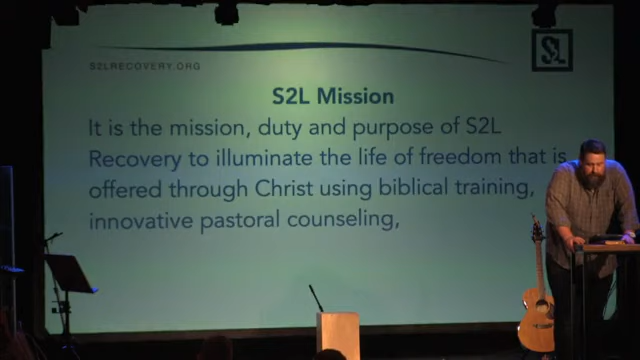 S2LRECOVERY.ORG
S2L
S2L Mission
It is the mission, duty and purpose of S2L
Recovery to illuminate the life of freedom that is
offered through Christ using biblical training,
innovative pastoral counseling,